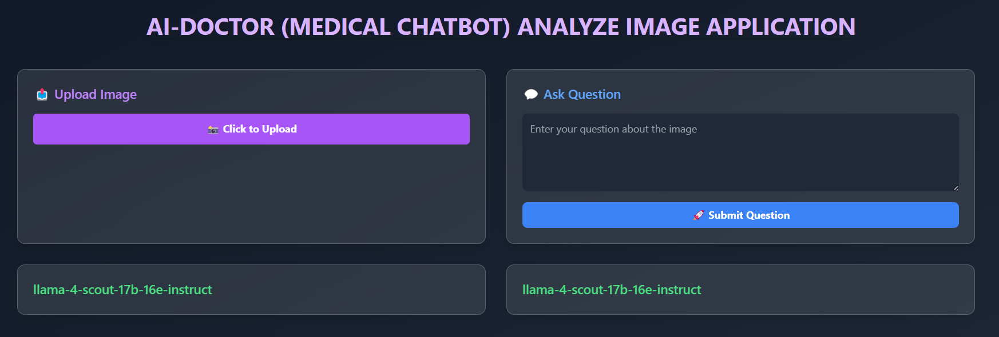 AI-DOCTOR (MEDICAL CHATBOT) ANALYZE IMAGE APPLICATION
Upload Image
Click to Upload
Ask Question
Enter your question about the image
Submit Question
llama-4-scout-17b-16e-instruct
llama-4-scout-17b-16e-instruct